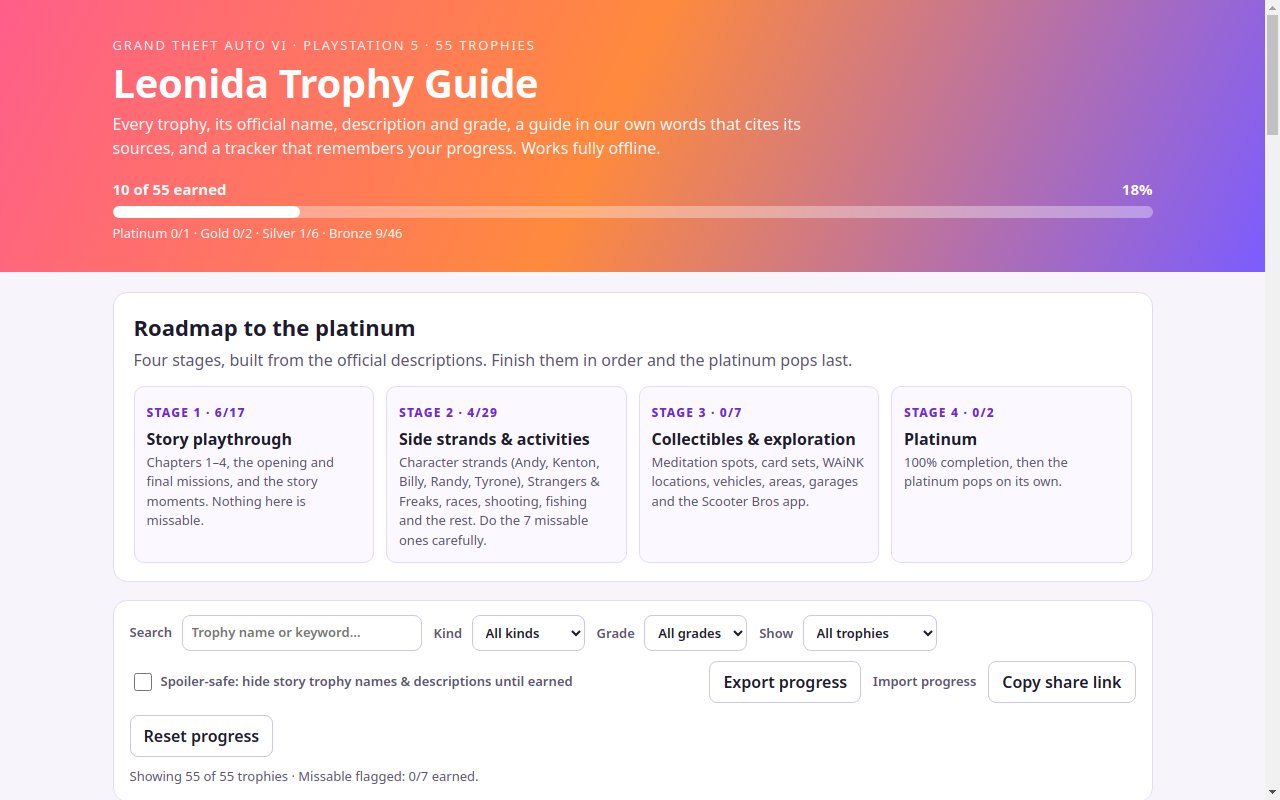 GRAND THEFT AUTO VI · PLAYSTATION 5 · 55 TROPHIES
Leonida Trophy Guide
Every trophy, its official name, description and grade, a guide in our own words that cites its
sources, and a tracker that remembers your progress. Works fully offline.
10 of 55 earned 18%
Platinum 0/1 · Gold 0/2 · Silver 1/6 · Bronze 9/46
Roadmap to the platinum
Four stages, built from the official descriptions. Finish them in order and the platinum pops last.
STAGE 1 · 6/17
Story playthrough
Chapters 1–4, the opening and
final missions, and the story
moments. Nothing here is
missable.
STAGE 2 · 4/29
Side strands & activities
Character strands (Andy, Kenton,
Billy, Randy, Tyrone), Strangers &
Freaks, races, shooting, fishing
and the rest. Do the 7 missable
ones carefully.
STAGE 3 · 0/7
Collectibles & exploration
Meditation spots, card sets, WAiNK
locations, vehicles, areas, garages
and the Scooter Bros app.
STAGE 4 · 0/2
Platinum
100% completion, then the
platinum pops on its own.
Search Trophy name or keyword... Kind All kinds Grade All grades Show All trophies
Spoiler-safe: hide story trophy names & descriptions until earned Export progress Import progress Copy share link
Reset progress
Showing 55 of 55 trophies · Missable flagged: 0/7 earned.